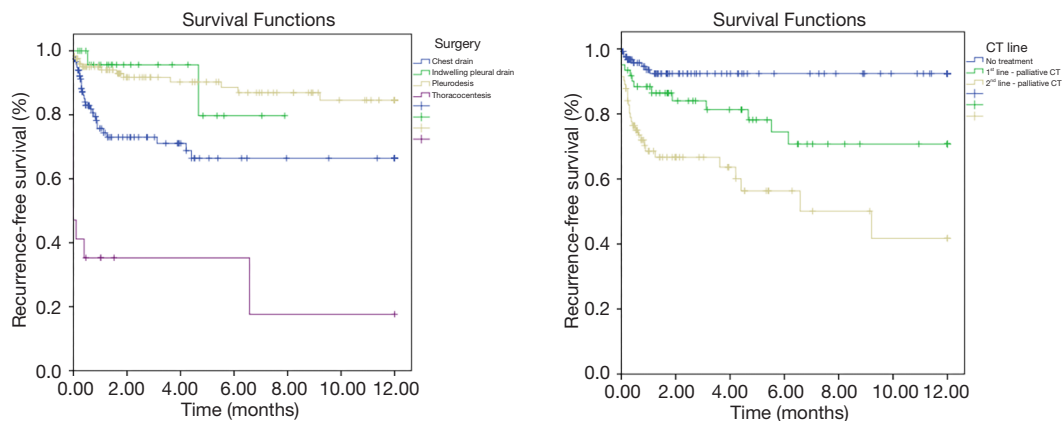 Survival Functions
Surgery
Chest drain
Indwelling pleural drain
Pleurodesis
Thoracocentesis
Recurrence-free survival (%)
1.0
0.8
0.6
0.4
0.2
0.0
0.00 2.00 4.00 6.00 8.00 10.00 12.00
Time (months)
Survival Functions
CT line
No treatment
1st line - palliative CT
2nd line - palliative CT
Recurrence-free survival (%)
1.0
0.8
0.6
0.4
0.2
0.0
0.00 2.00 4.00 6.00 8.00 10.00 12.00
Time (months)